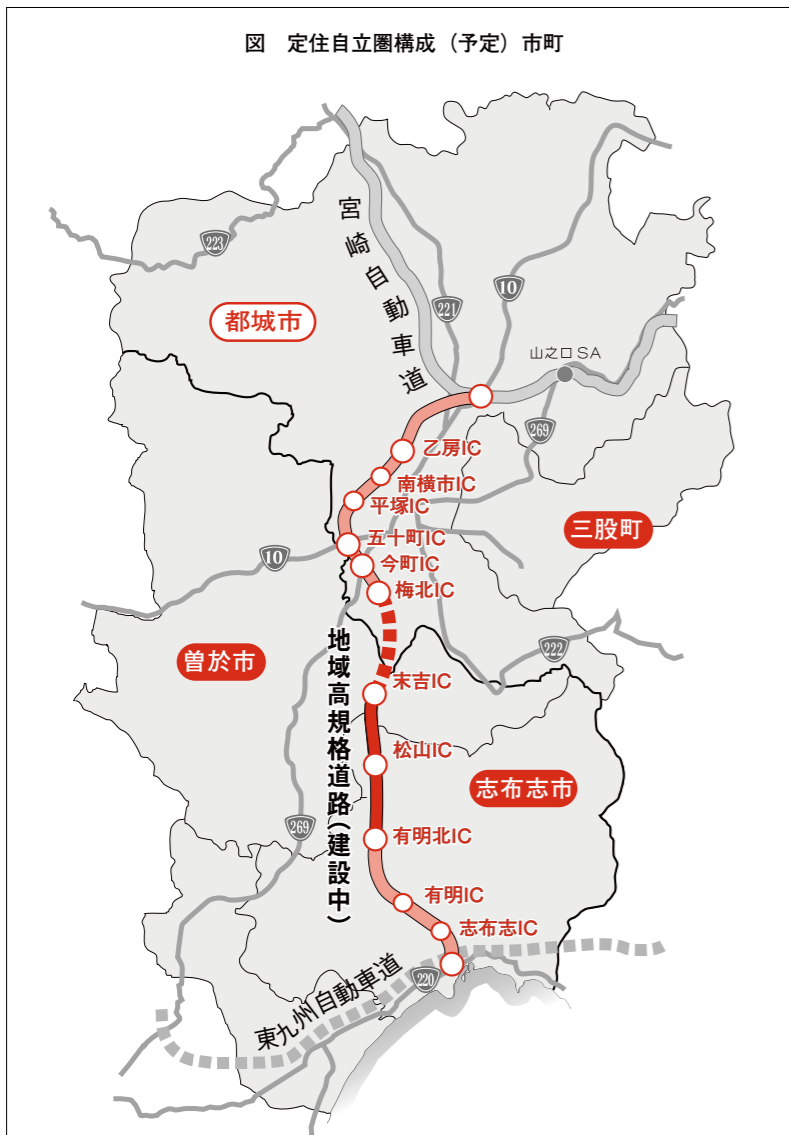 図 定住自立圏構成（予定）市町
宮崎自動車道
223
10
221
都城市
山之口SA
269
乙房IC
南横市IC
平塚IC
三股町
五十町IC
10
今町IC
梅北IC
地域高規格道路（建設中）
222
曽於市
末吉IC
松山IC
志布志市
269
有明北IC
有明IC
志布志IC
東九州自動車道
220